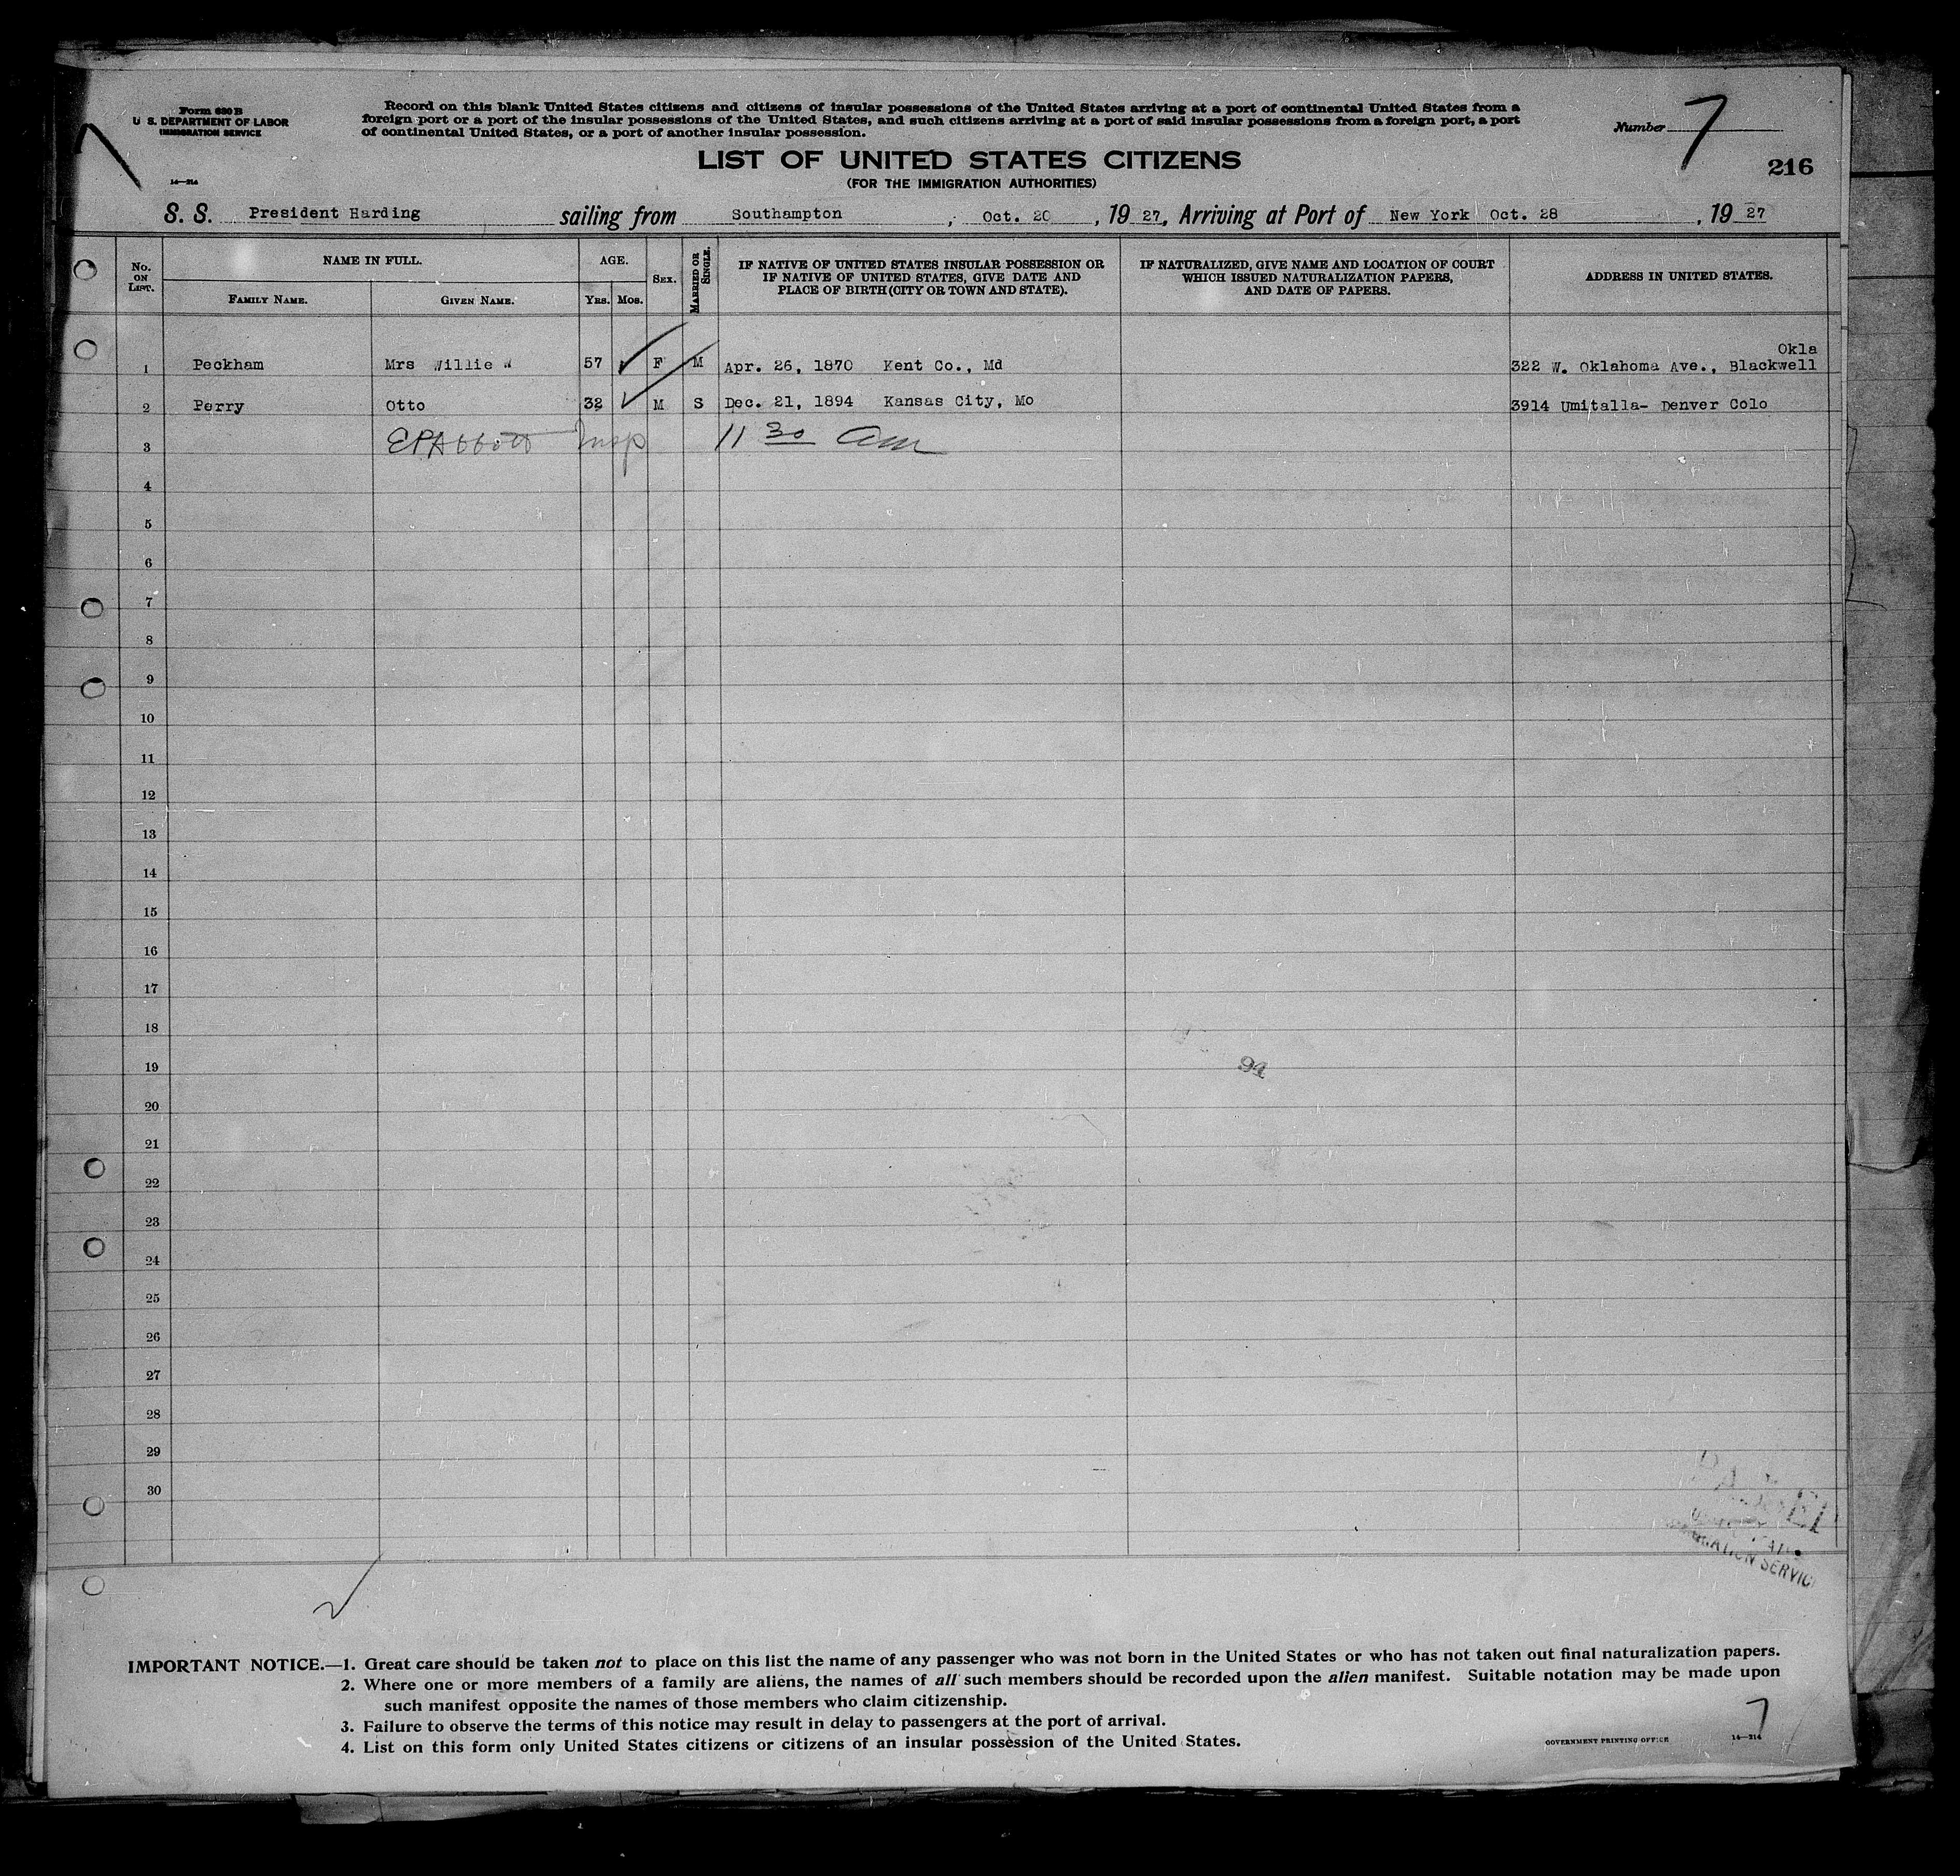 Form 630 B
U. S. DEPARTMENT OF LABOR
IMMIGRATION SERVICE
14—214
Record on this blank United States citizens and citizens of insular possessions of the United States arriving at a port of continental United States from a
foreign port or a port of the insular possessions of the United States, and such citizens arriving at a port of said insular possessions from a foreign port, a port
of continental United States, or a port of another insular possession.
Number 7
LIST OF UNITED STATES CITIZENS
216
(FOR THE IMMIGRATION AUTHORITIES)
S. S. President Harding sailing from Southampton, Oct. 20, 1927, Arriving at Port of New York Oct. 28, 1927
No. ON LIST.
NAME IN FULL.
FAMILY NAME. GIVEN NAME.
AGE.
YRS. MOS.
SEX.
MARRIED OR SINGLE.
IF NATIVE OF UNITED STATES INSULAR POSSESSION OR
IF NATIVE OF UNITED STATES, GIVE DATE AND
PLACE OF BIRTH (CITY OR TOWN AND STATE).
IF NATURALIZED, GIVE NAME AND LOCATION OF COURT
WHICH ISSUED NATURALIZATION PAPERS,
AND DATE OF PAPERS.
ADDRESS IN UNITED STATES.
Okla
1 Peckham Mrs Willie W 57 F M Apr. 26, 1870 Kent Co., Md 322 W. Oklahoma Ave., Blackwell
2 Perry Otto 32 M S Dec. 21, 1894 Kansas City, Mo 3914 Umitalla- Denver Colo
3 EPAbbott Insp 11 30 am
4
5
6
7
8
9
10
11
12
13
14
15
16
17
18
19
94
20
21
22
23
24
25
26
27
28
29
30
IMMIGRATION SERVICE
IMPORTANT NOTICE.—1. Great care should be taken not to place on this list the name of any passenger who was not born in the United States or who has not taken out final naturalization papers.
2. Where one or more members of a family are aliens, the names of all such members should be recorded upon the alien manifest. Suitable notation may be made upon
such manifest opposite the names of those members who claim citizenship.
3. Failure to observe the terms of this notice may result in delay to passengers at the port of arrival.
4. List on this form only United States citizens or citizens of an insular possession of the United States.
GOVERNMENT PRINTING OFFICE
14—214
7